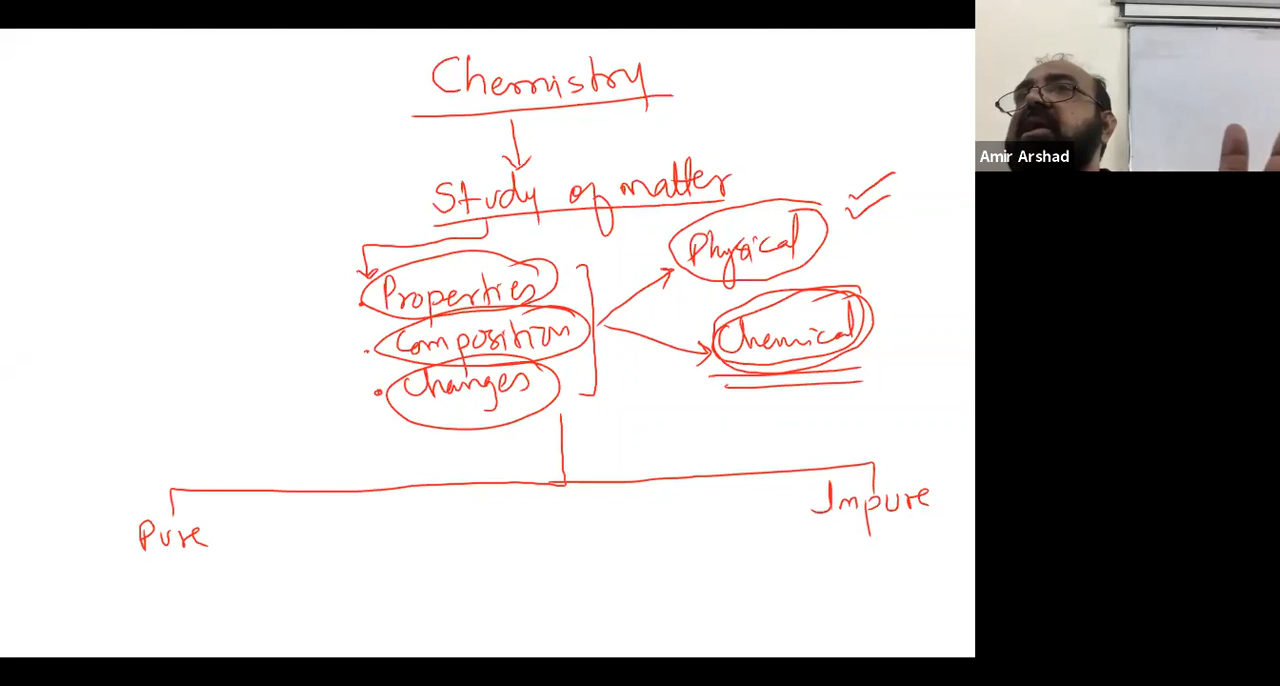 Chemistry
Study of matter
Physical
Properties
Composition
Chemical
Changes
Pure
Impure
Amir Arshad